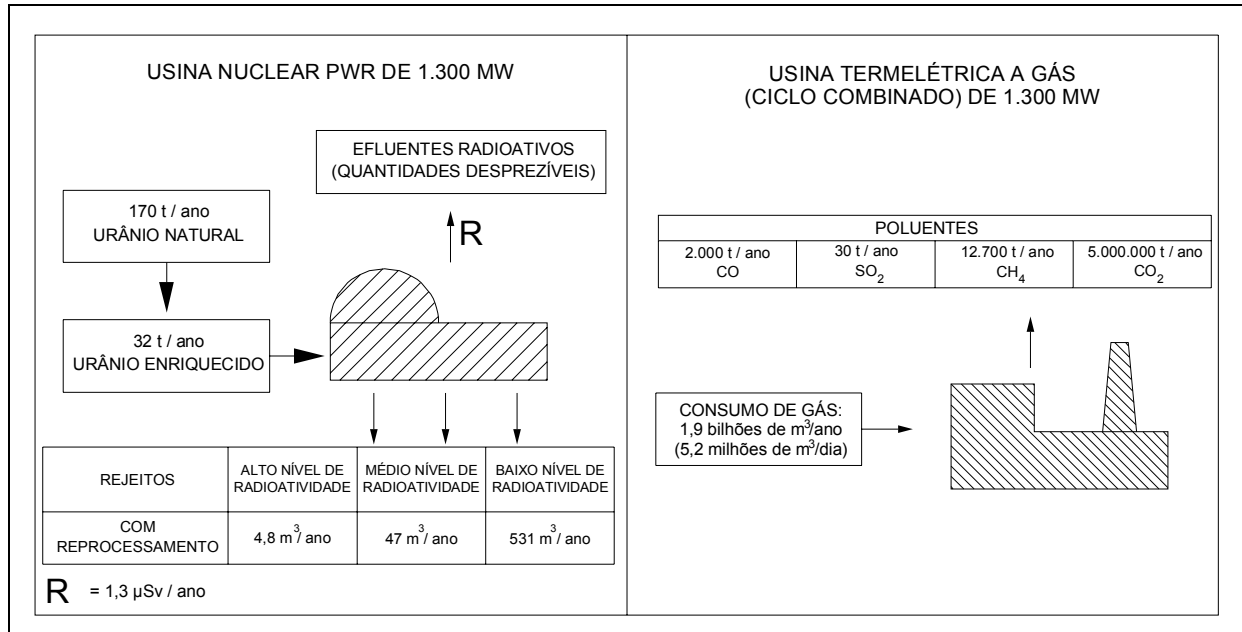 USINA NUCLEAR PWR DE 1.300 MW
EFLUENTES RADIOATIVOS
(QUANTIDADES DESPREZÍVEIS)
170 t / ano
URÂNIO NATURAL
R
32 t / ano
URÂNIO ENRIQUECIDO
REJEITOS
ALTO NÍVEL DE
RADIOATIVIDADE
MÉDIO NÍVEL DE
RADIOATIVIDADE
BAIXO NÍVEL DE
RADIOATIVIDADE
COM
REPROCESSAMENTO
4,8 m³/ ano
47 m³/ ano
531 m³/ ano
R = 1,3 µSv / ano
USINA TERMELÉTRICA A GÁS
(CICLO COMBINADO) DE 1.300 MW
POLUENTES
2.000 t / ano
CO
30 t / ano
SO₂
12.700 t / ano
CH₄
5.000.000 t / ano
CO₂
CONSUMO DE GÁS:
1,9 bilhões de m³/ano
(5,2 milhões de m³/dia)